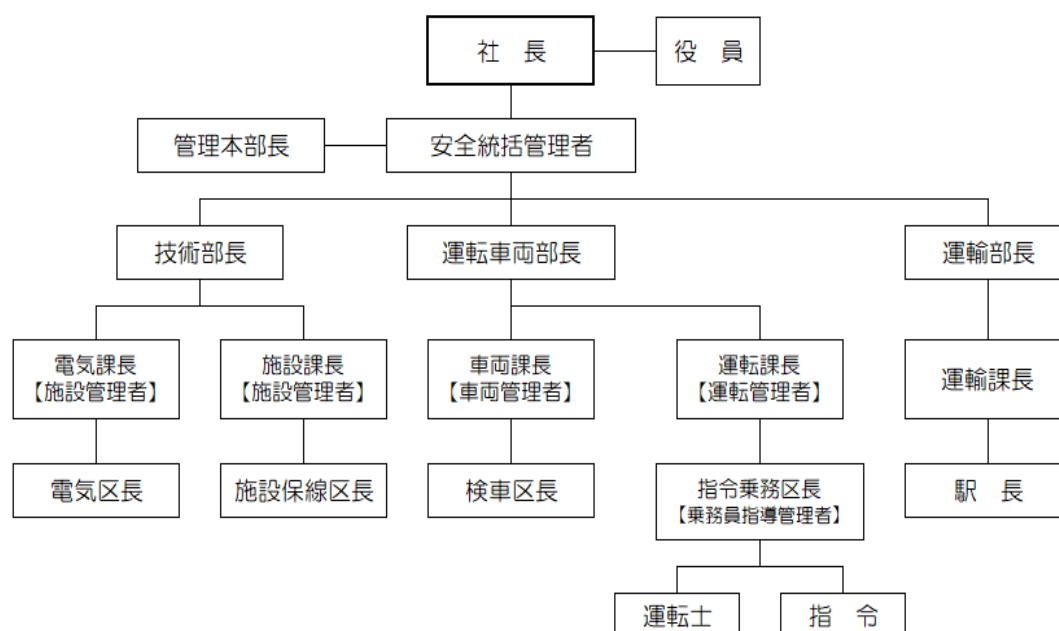 社　長
役　員
管理本部長
安全統括管理者
技術部長
運転車両部長
運輸部長
電気課長
【施設管理者】
施設課長
【施設管理者】
車両課長
【車両管理者】
運転課長
【運転管理者】
運輸課長
電気区長
施設保線区長
検車区長
指令乗務区長
【乗務員指導管理者】
駅　長
運転士
指　令